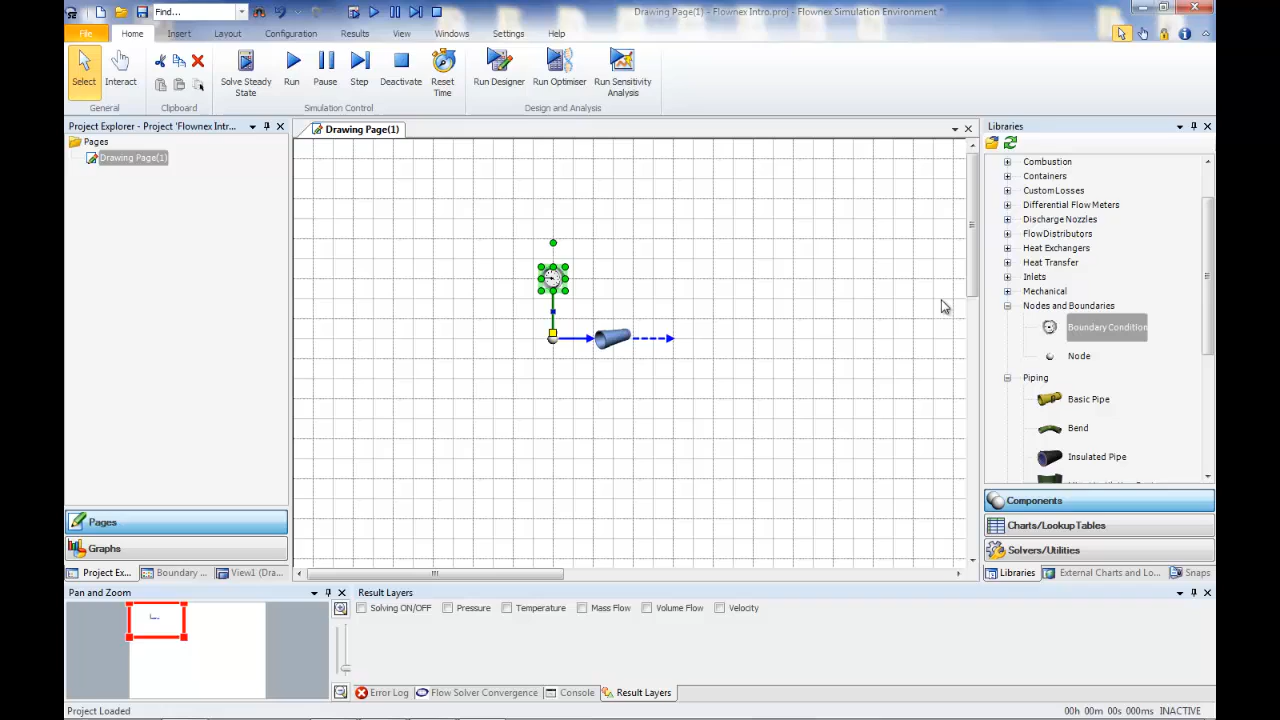 Find...
Drawing Page(1) - Flownex Intro.proj - Flownex Simulation Environment *
File Home Insert Layout Configuration Results View Windows Settings Help
Select Interact
General
Clipboard
Solve Steady State Run Pause Step Deactivate Reset Time
Simulation Control
Run Designer Run Optimiser Run Sensitivity Analysis
Design and Analysis
Project Explorer - Project 'Flownex Intr...
Pages
Drawing Page(1)
Drawing Page(1)
Libraries
Combustion
Containers
Custom Losses
Differential Flow Meters
Discharge Nozzles
Flow Distributors
Heat Exchangers
Heat Transfer
Inlets
Mechanical
Nodes and Boundaries
Boundary Condition
Node
Piping
Basic Pipe
Bend
Insulated Pipe
Pages
Graphs
Components
Charts/Lookup Tables
Solvers/Utilities
Project Ex... Boundary ... View1 (Dra...
Libraries External Charts and Lo... Snaps
Pan and Zoom
Result Layers
Solving ON/OFF Pressure Temperature Mass Flow Volume Flow Velocity
Error Log Flow Solver Convergence Console Result Layers
Project Loaded
00h 00m 00s 000ms INACTIVE